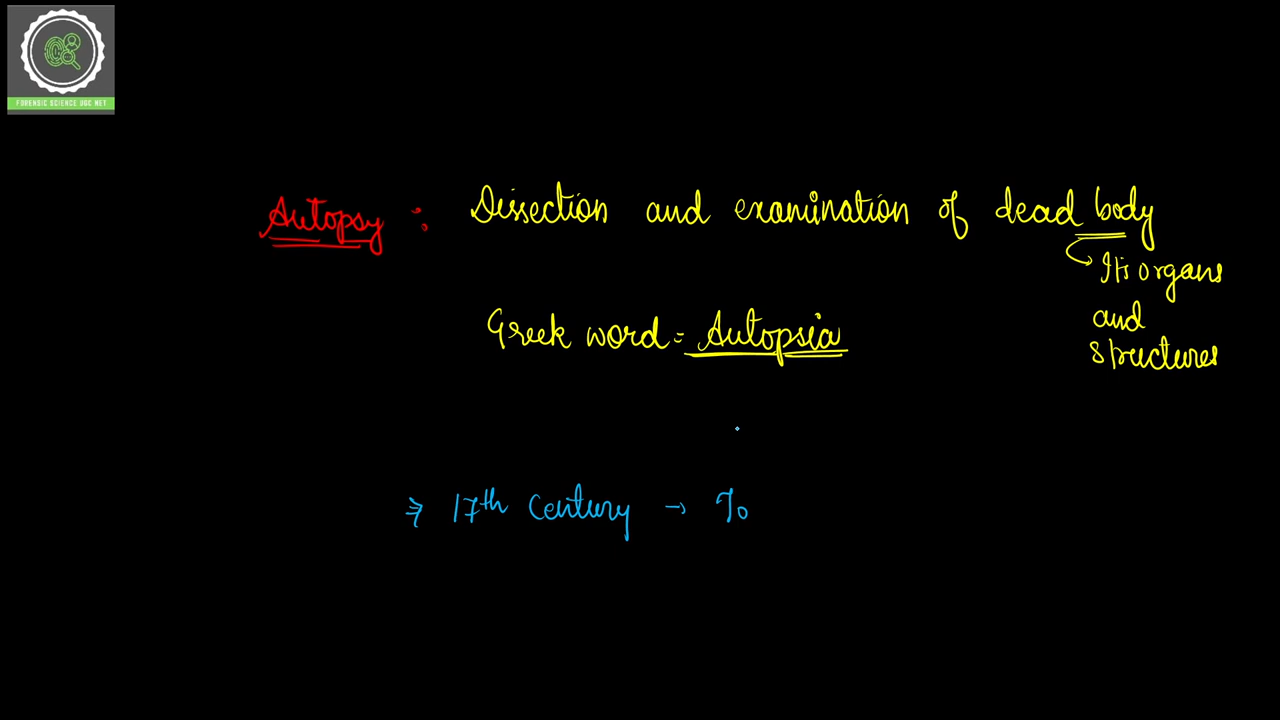 FORENSIC SCIENCE UGC NET
Autopsy : Dissection and examination of dead body
Its organs
and
structures
Greek word = Autopsia
⇒ 17th Century → To